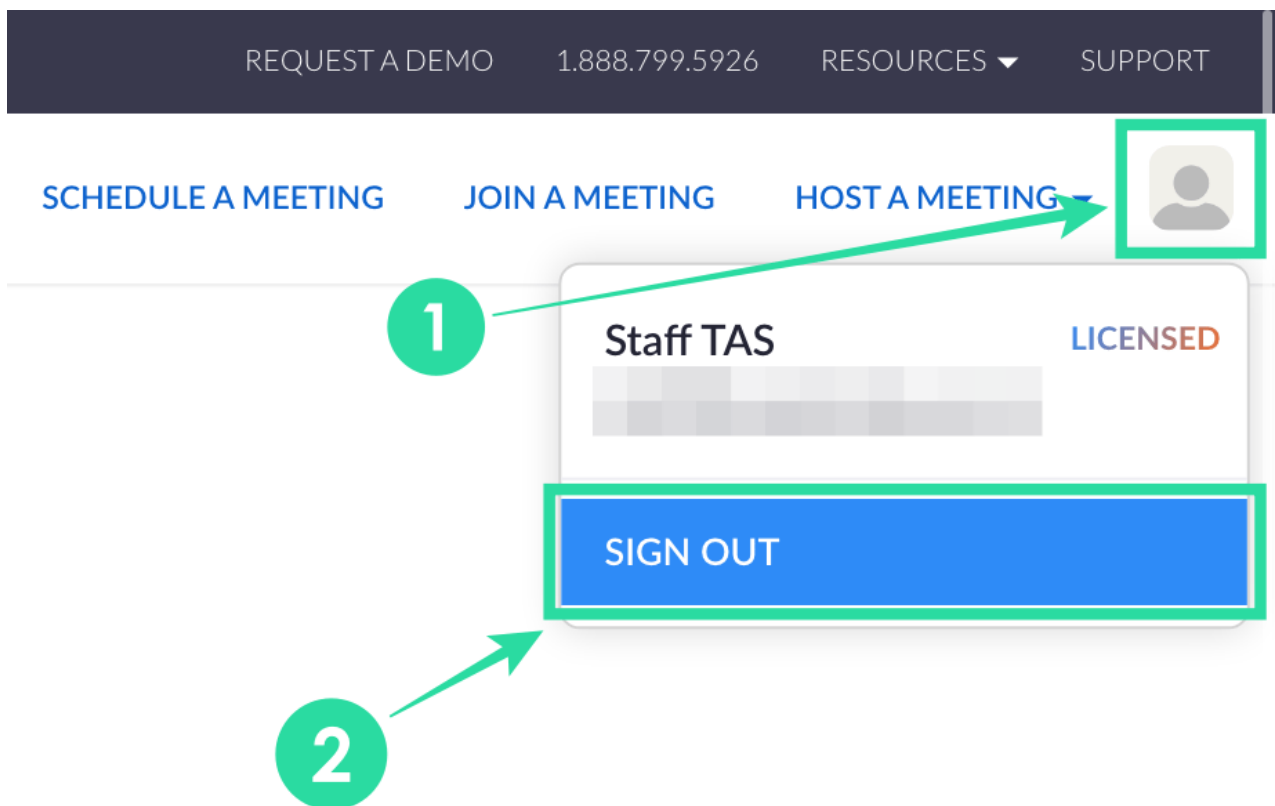 REQUEST A DEMO 1.888.799.5926 RESOURCES SUPPORT
SCHEDULE A MEETING JOIN A MEETING HOST A MEETING
1
Staff TAS LICENSED
SIGN OUT
2